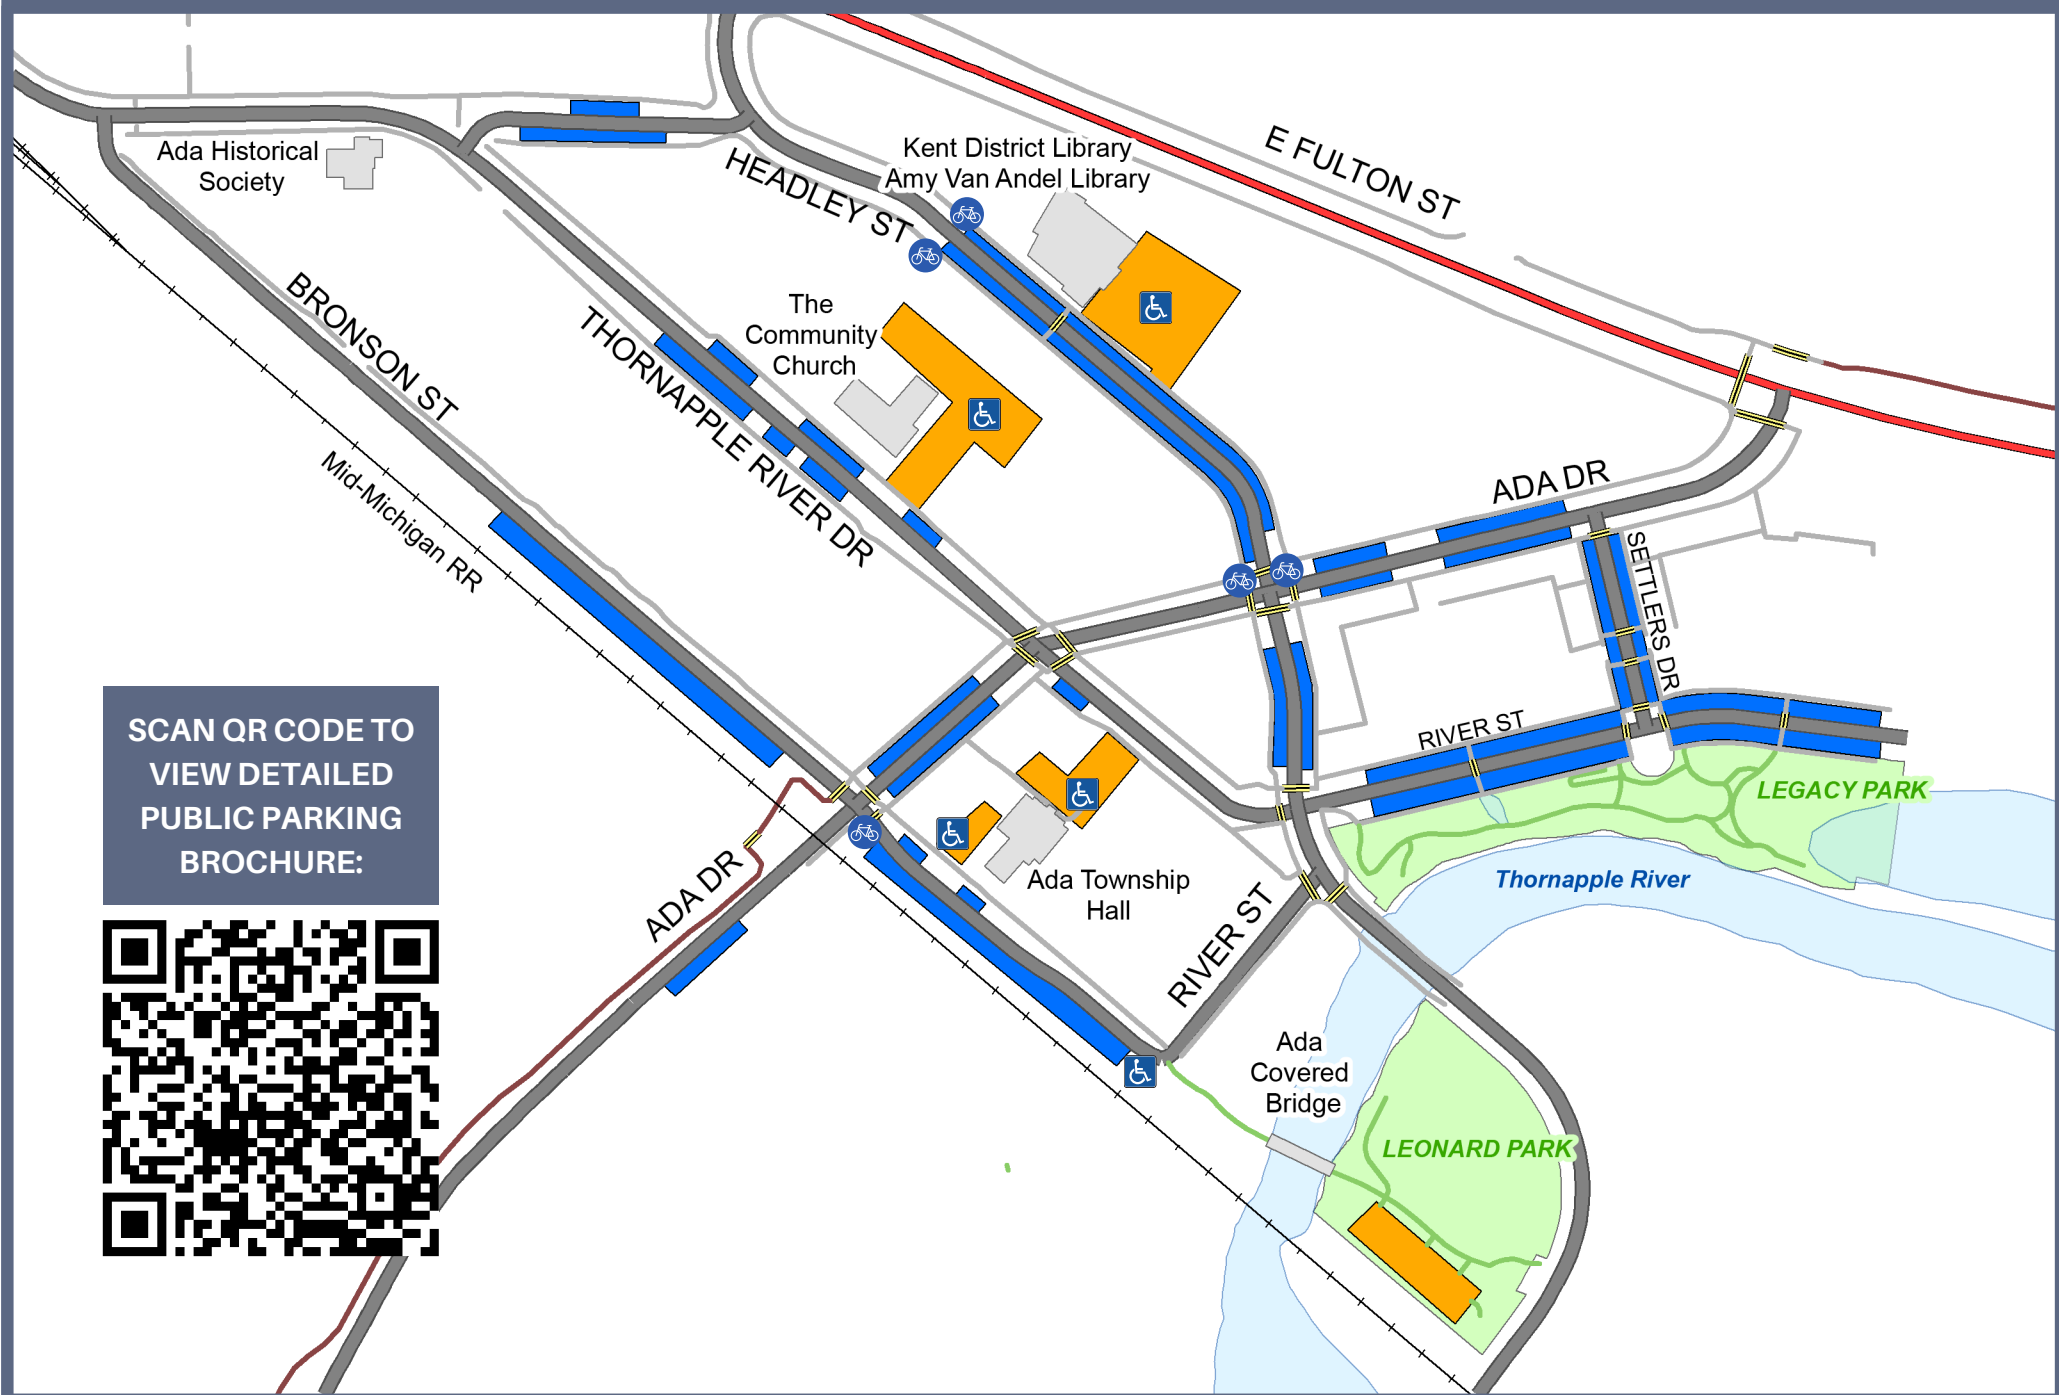 E FULTON ST
Kent District Library
Amy Van Andel Library
Ada Historical
Society
HEADLEY ST
BRONSON ST
THORNAPPLE RIVER DR
The
Community
Church
Mid-Michigan RR
ADA DR
SETTLERS DR
RIVER ST
LEGACY PARK
SCAN QR CODE TO
VIEW DETAILED
PUBLIC PARKING
BROCHURE:
ADA DR
Ada Township
Hall
Thornapple River
RIVER ST
Ada
Covered
Bridge
LEONARD PARK